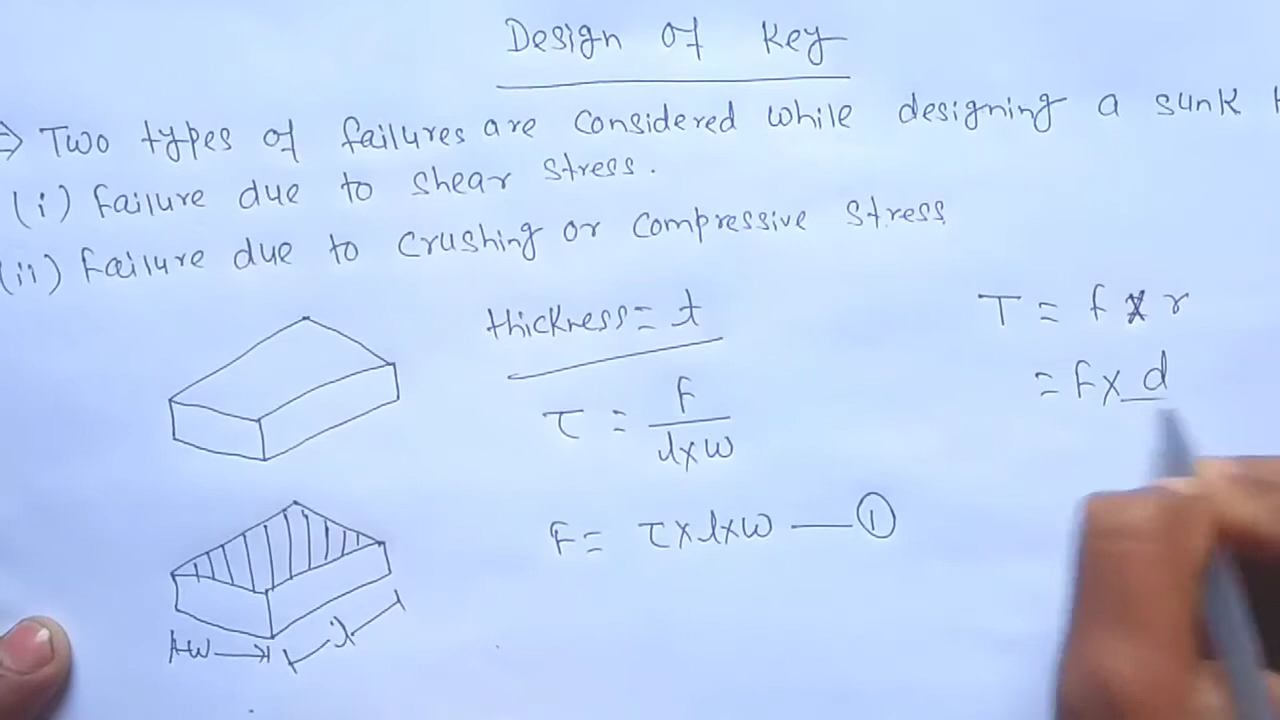 Design of Key
⇒ Two types of failures are considered while designing a sunk
(i) Failure due to shear stress.
(ii) Failure due to crushing or compressive stress
thickness = t
T = F x r
= F x d
τ = F / l x w
F = τ x l x w — ①
w
l